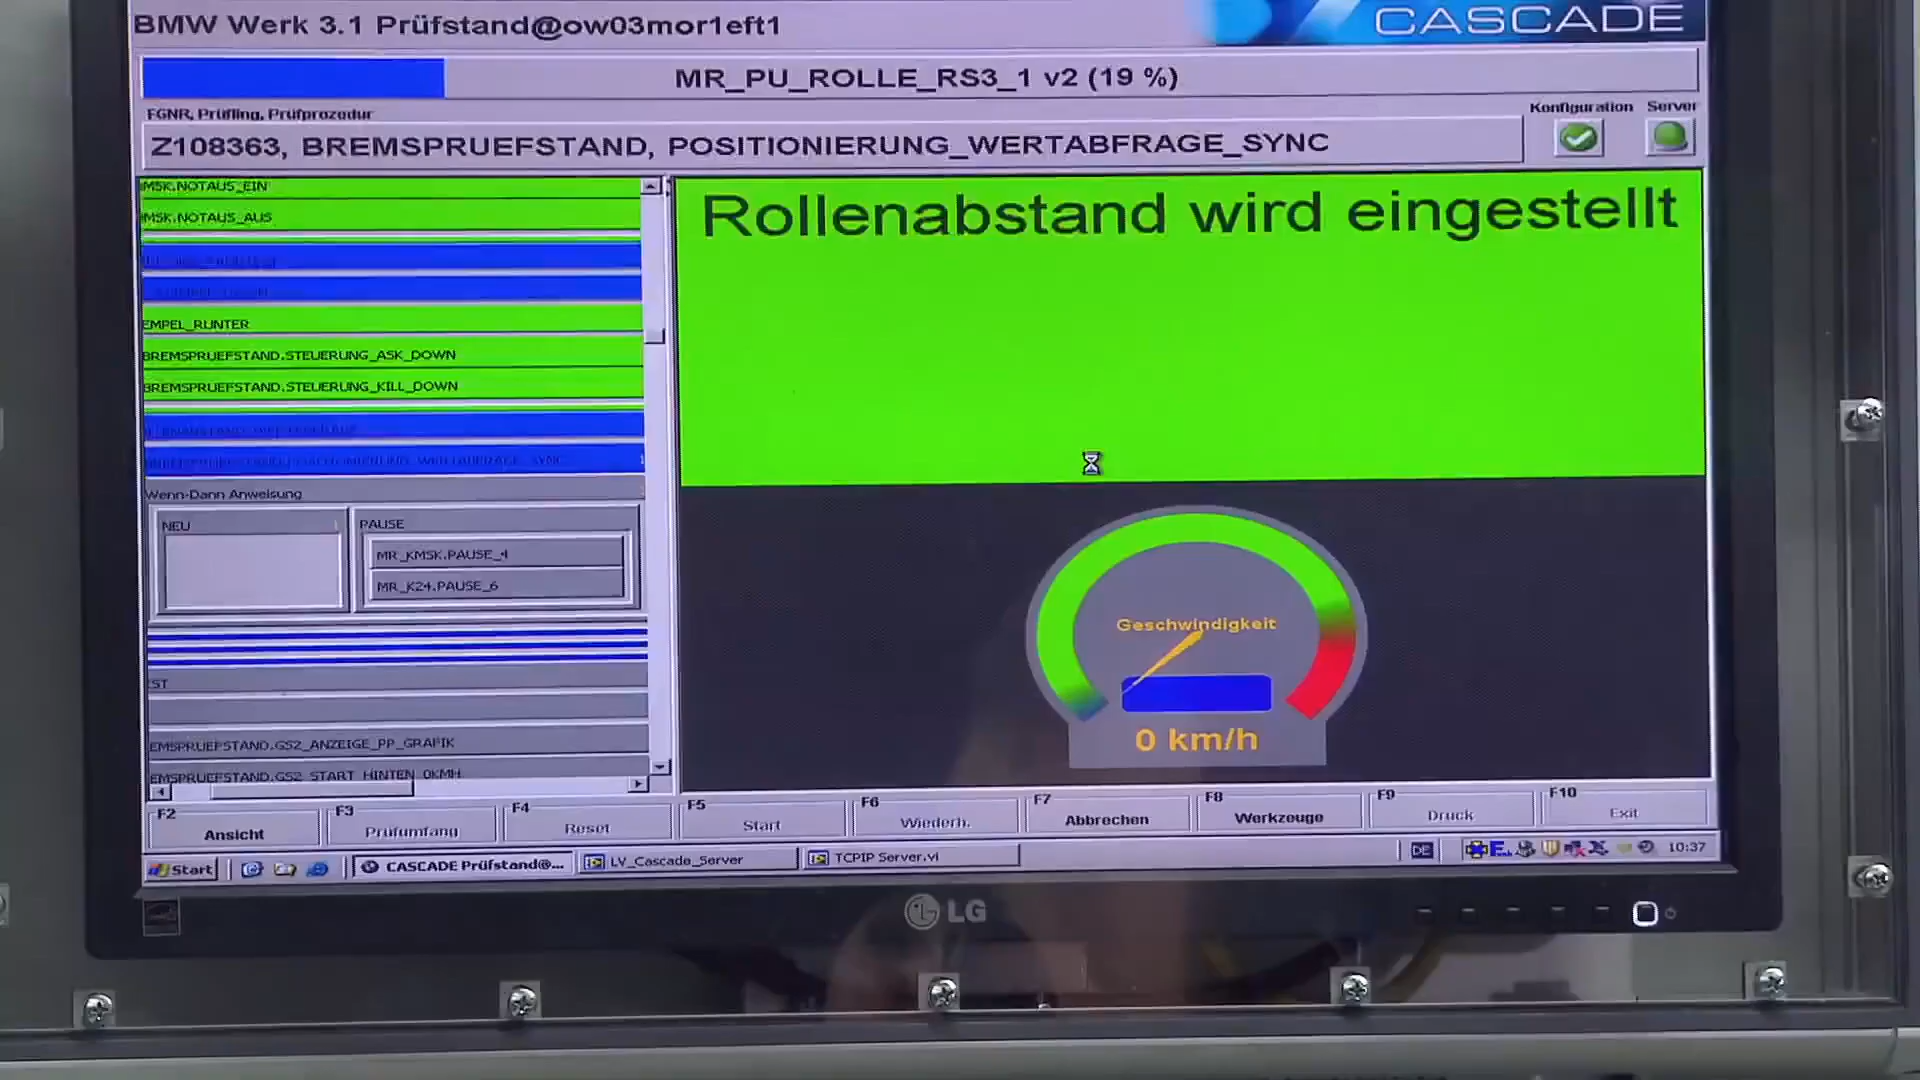 BMW Werk 3.1 Prüfstand@ow03mor1eft1
CASCADE
MR_PU_ROLLE_RS3_1 v2 (19 %)
FGNR, Prüfling, Prüfprozedur
Konfiguration
Server
Z108363, BREMSPRUEFSTAND, POSITIONIERUNG_WERTABFRAGE_SYNC
MSK.NOTAUS_EIN
MSK.NOTAUS_AUS
EMPEL_RUNTER
BREMSPRUEFSTAND.STEUERUNG_ASK_DOWN
BREMSPRUEFSTAND.STEUERUNG_KILL_DOWN
Wenn-Dann Anweisung
NEU
PAUSE
MR_KMSK.PAUSE_4
MR_K24.PAUSE_6
EST
EMSPRUEFSTAND.GS2_ANZEIGE_PP_GRAFIK
EMSPRUEFSTAND.GS2_START_HINTEN_0KMH
Rollenabstand wird eingestellt
Geschwindigkeit
0 km/h
F2 Ansicht
F3 Prüfumfang
F4 Reset
F5 Start
F6 Wiederh.
F7 Abbrechen
F8 Werkzeuge
F9 Druck
F10 Exit
Start
CASCADE Prüfstand@...
LV_Cascade_Server
TCPIP Server.vi
DE
10:37
LG